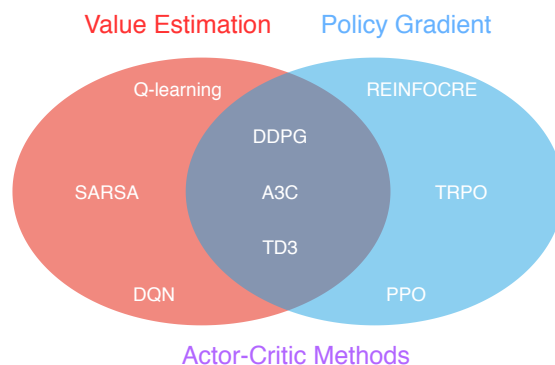 Value Estimation
Policy Gradient
Q-learning
REINFOCRE
DDPG
SARSA
A3C
TRPO
TD3
DQN
PPO
Actor-Critic Methods